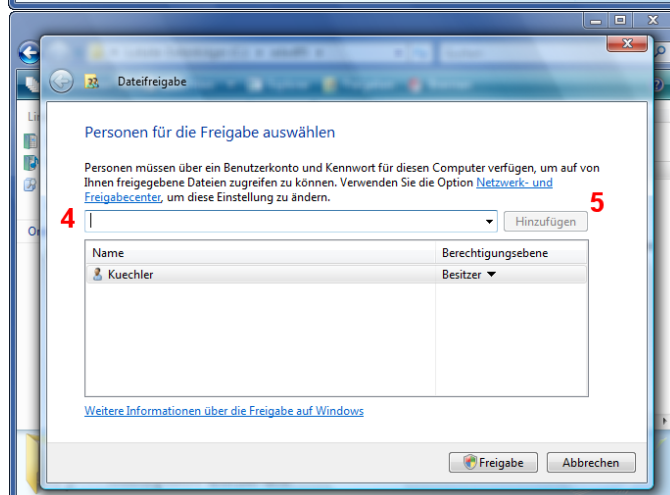 Dateifreigabe
Personen für die Freigabe auswählen
Personen müssen über ein Benutzerkonto und Kennwort für diesen Computer verfügen, um auf von
Ihnen freigegebene Dateien zugreifen zu können. Verwenden Sie die Option Netzwerk- und
Freigabecenter, um diese Einstellung zu ändern.
4
5
Hinzufügen
Name Berechtigungsebene
Kuechler Besitzer
Weitere Informationen über die Freigabe auf Windows
Freigabe Abbrechen